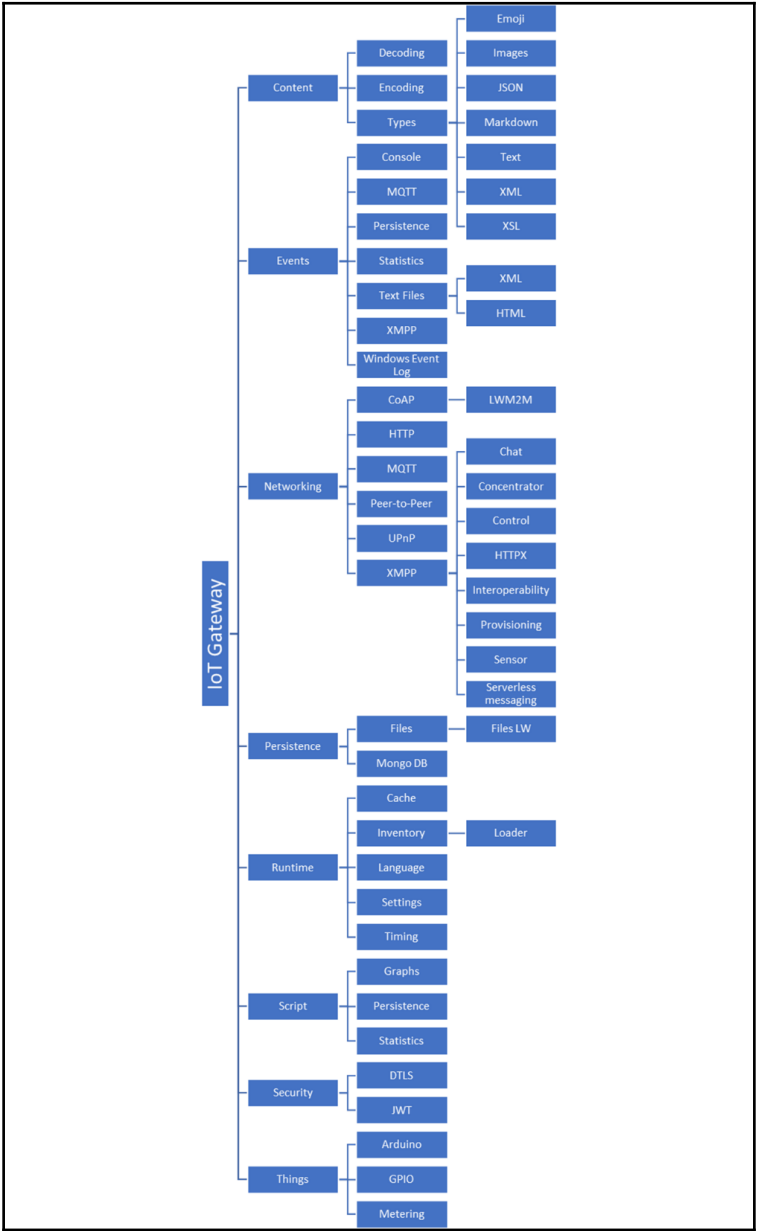 IoT Gateway
Content
Decoding
Encoding
Types
Emoji
Images
JSON
Markdown
Text
XML
XSL
Events
Console
MQTT
Persistence
Statistics
Text Files
XML
HTML
XMPP
Windows Event
Log
Networking
CoAP
LWM2M
HTTP
MQTT
Peer-to-Peer
UPnP
XMPP
Chat
Concentrator
Control
HTTPX
Interoperability
Provisioning
Sensor
Serverless
messaging
Persistence
Files
Files LW
Mongo DB
Runtime
Cache
Inventory
Loader
Language
Settings
Timing
Script
Graphs
Persistence
Statistics
Security
DTLS
JWT
Things
Arduino
GPIO
Metering